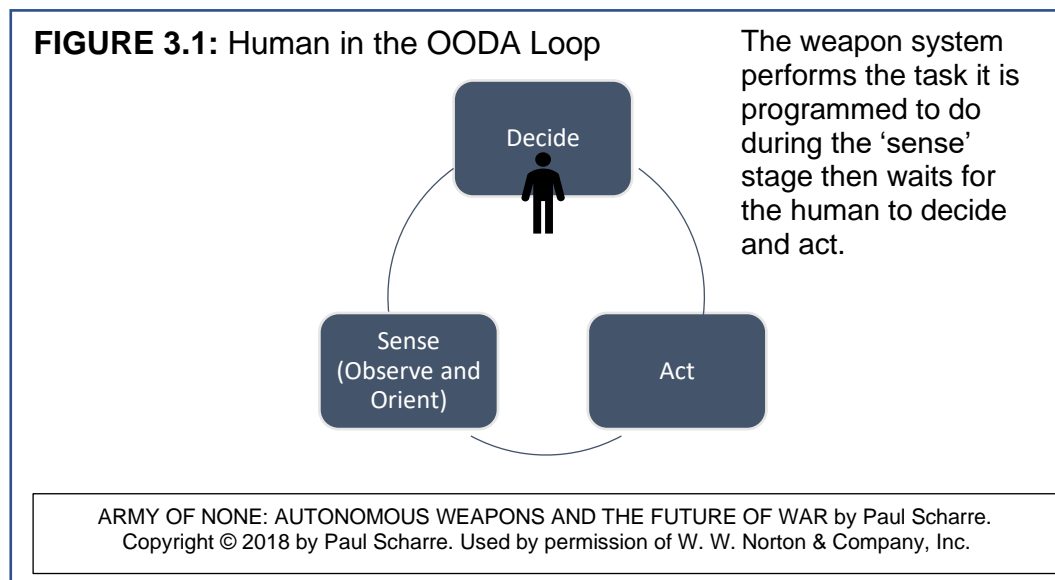 FIGURE 3.1: Human in the OODA Loop
The weapon system
performs the task it is
programmed to do
during the ‘sense’
stage then waits for
the human to decide
and act.
Decide
Sense
(Observe and
Orient)
Act
ARMY OF NONE: AUTONOMOUS WEAPONS AND THE FUTURE OF WAR by Paul Scharre.
Copyright © 2018 by Paul Scharre. Used by permission of W. W. Norton & Company, Inc.